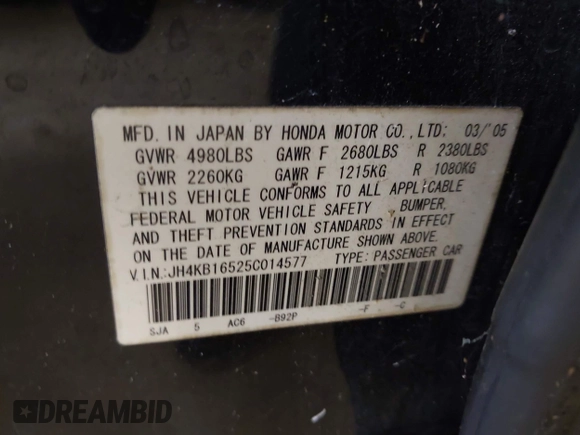 MFD. IN JAPAN BY HONDA MOTOR CO.,LTD; 03/'05
GVWR 4980LBS GAWR F 2680LBS R 2380LBS
GVWR 2260KG GAWR F 1215KG R 1080KG
THIS VEHICLE CONFORMS TO ALL APPLICABLE
FEDERAL MOTOR VEHICLE SAFETY , BUMPER,
AND THEFT PREVENTION STANDARDS IN EFFECT
ON THE DATE OF MANUFACTURE SHOWN ABOVE.
V.I.N:JH4KB16525C014577 TYPE: PASSENGER CAR
SJA 5 AC6 -B92P -F -C
DREAMBID